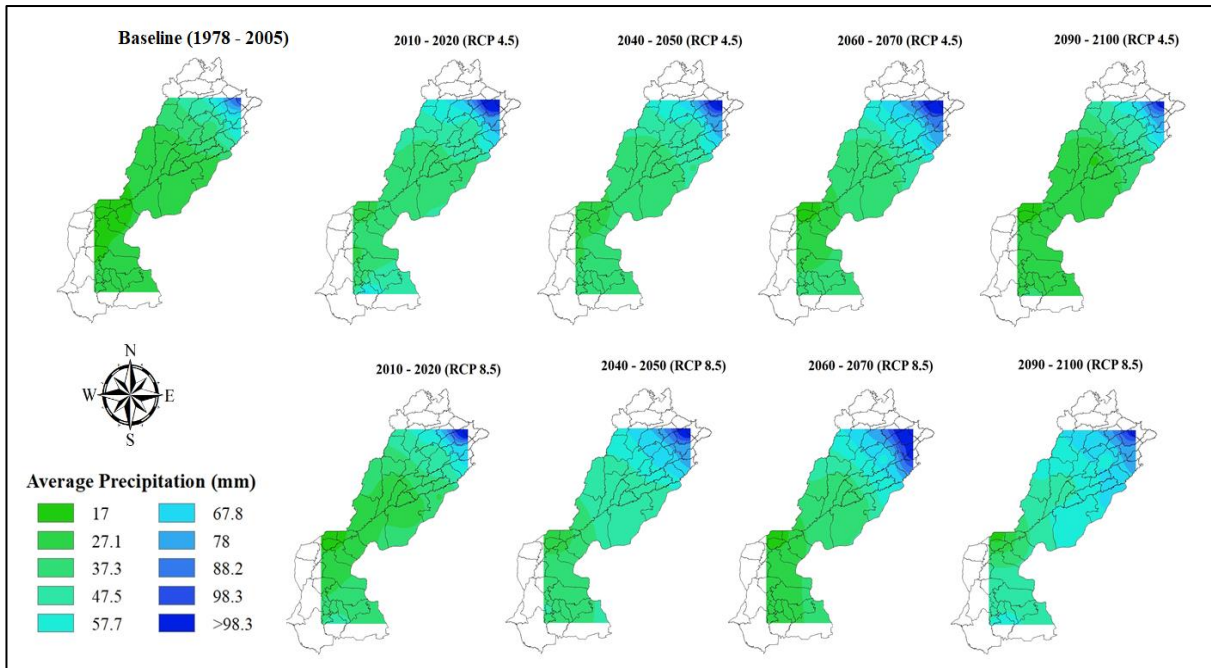 Baseline (1978 - 2005)
2010 - 2020 (RCP 4.5)
2040 - 2050 (RCP 4.5)
2060 - 2070 (RCP 4.5)
2090 - 2100 (RCP 4.5)
N
W E
S
2010 - 2020 (RCP 8.5)
2040 - 2050 (RCP 8.5)
2060 - 2070 (RCP 8.5)
2090 - 2100 (RCP 8.5)
Average Precipitation (mm)
17 67.8
27.1 78
37.3 88.2
47.5 98.3
57.7 >98.3